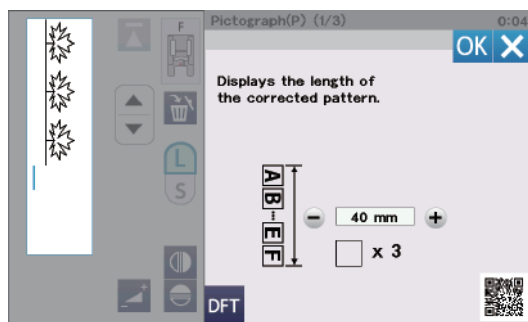 Pictograph(P) (1/3)
0:04
F
OK
Displays the length of
the corrected pattern.
L
S
A
B
E
F
40 mm
x 3
DFT